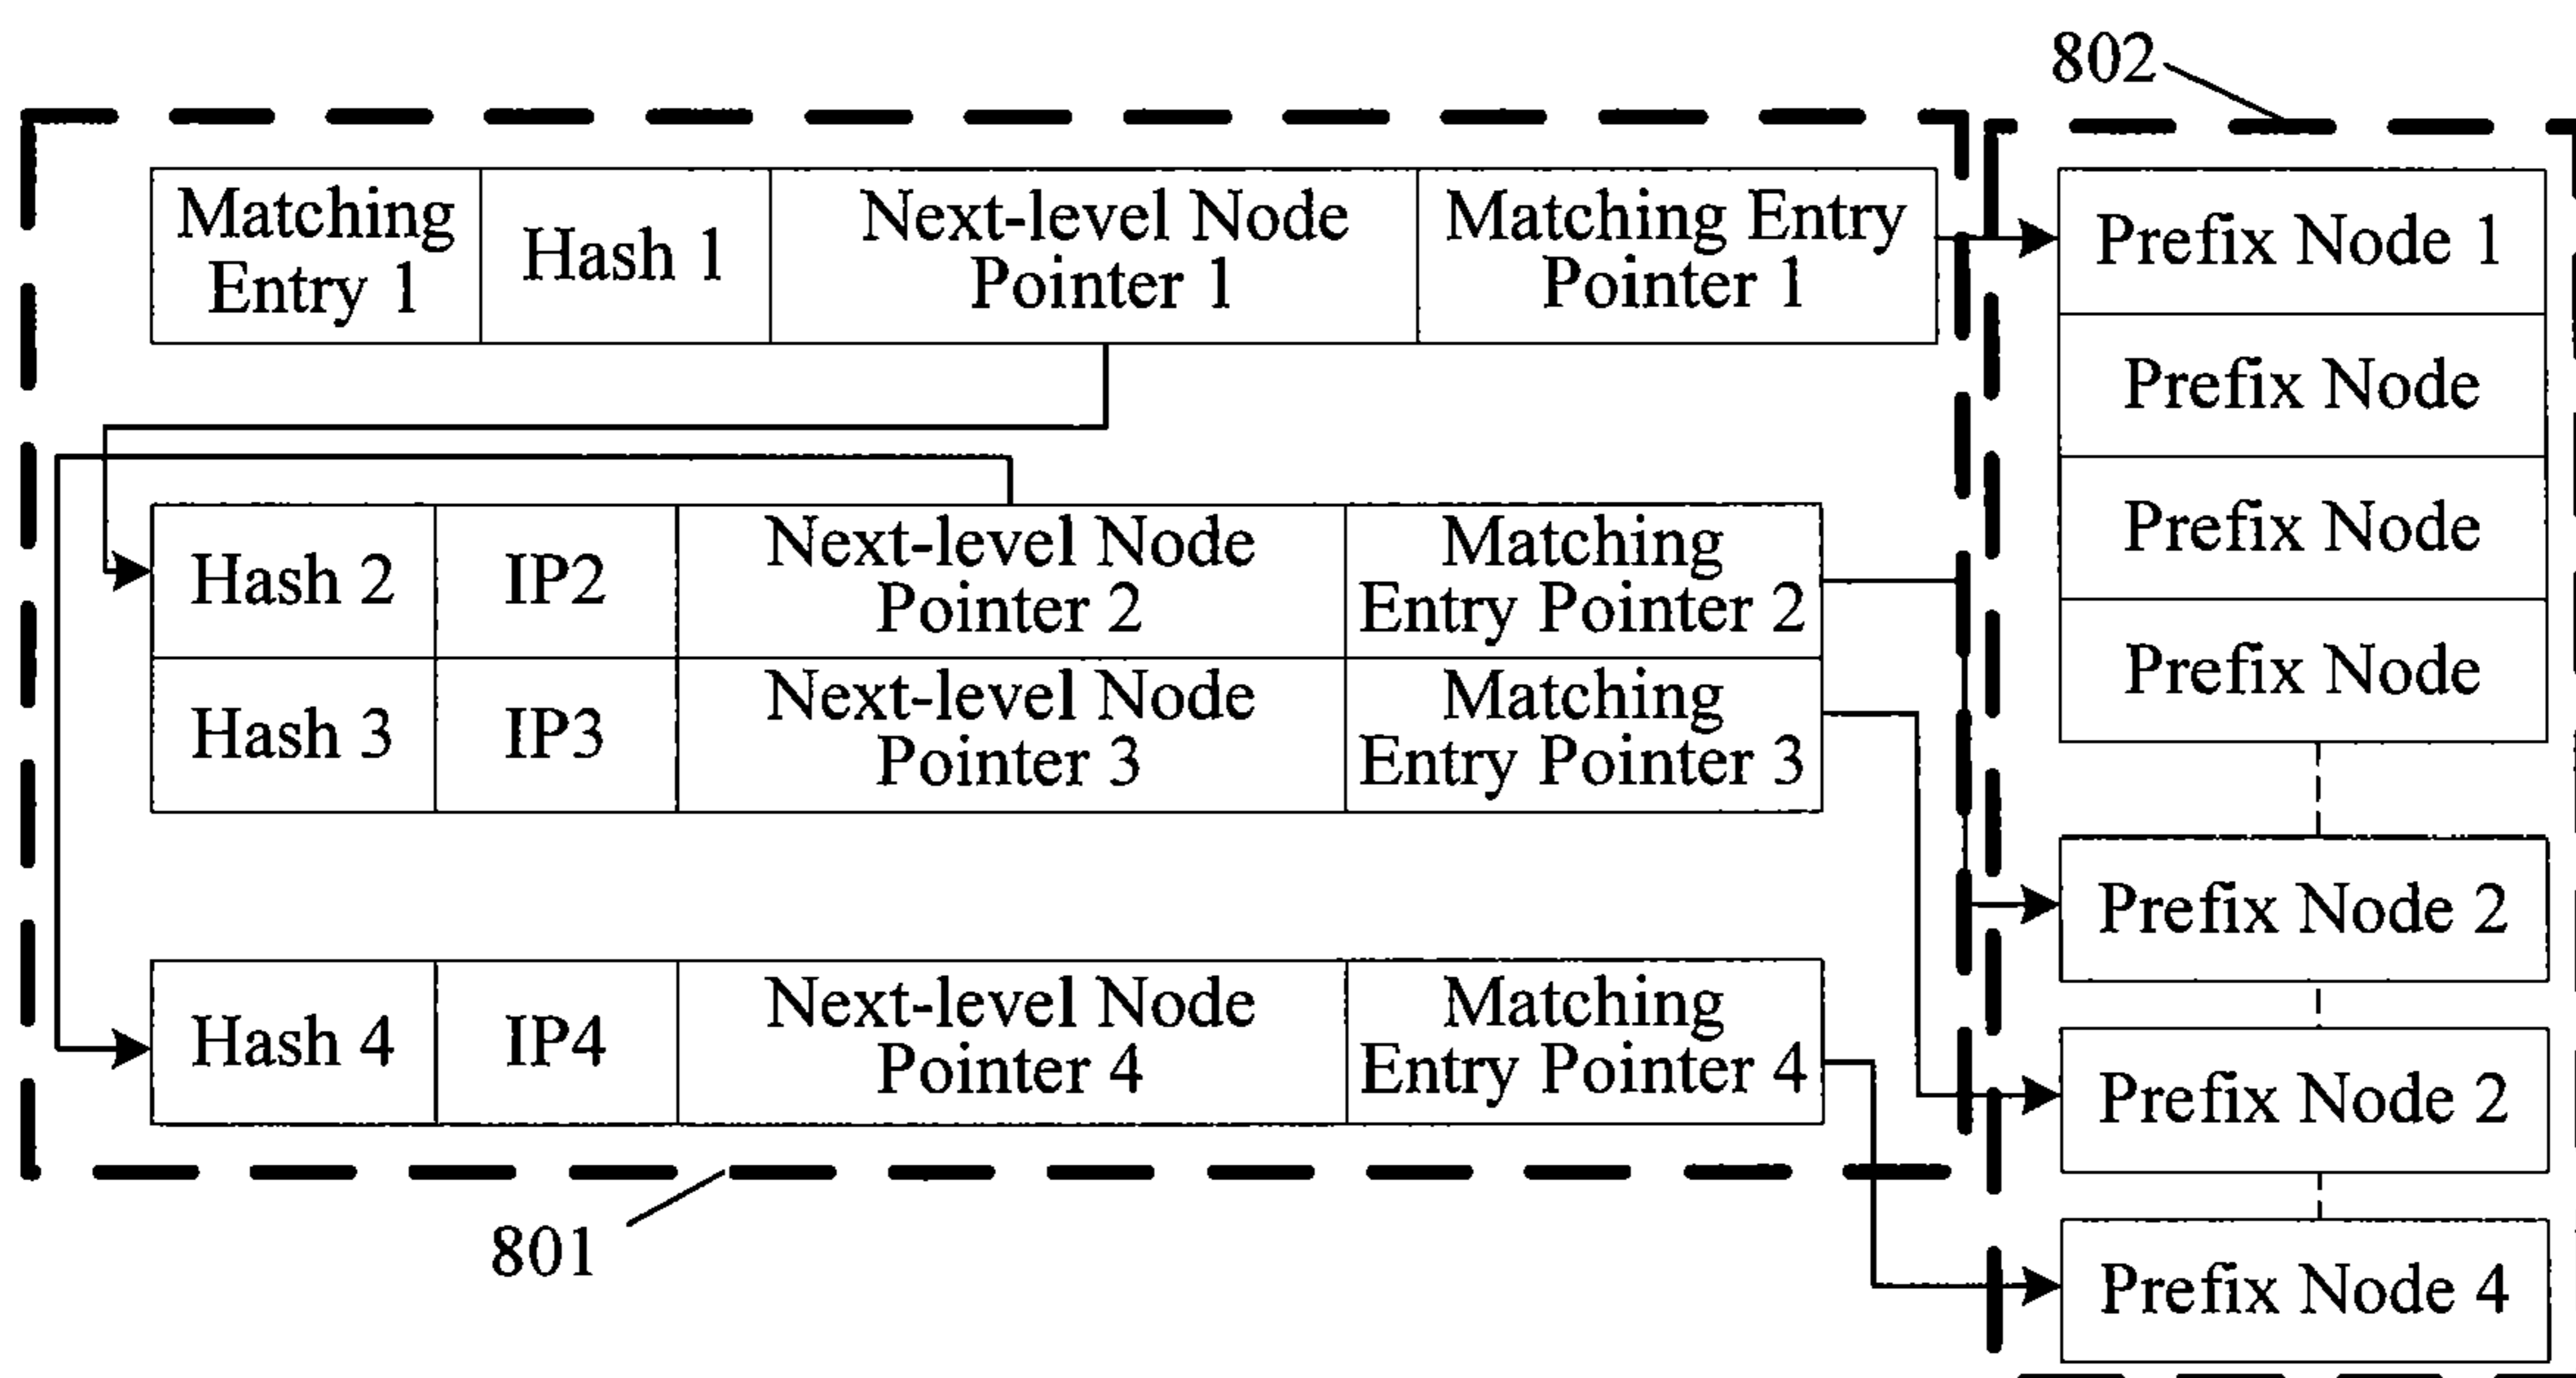 802
Matching
Entry 1
Hash 1
Next-level Node
Pointer 1
Matching Entry
Pointer 1
Prefix Node 1
Prefix Node
Prefix Node
Prefix Node
Hash 2
IP2
Next-level Node
Pointer 2
Matching
Entry Pointer 2
Hash 3
IP3
Next-level Node
Pointer 3
Matching
Entry Pointer 3
Prefix Node 2
Hash 4
IP4
Next-level Node
Pointer 4
Matching
Entry Pointer 4
Prefix Node 2
Prefix Node 4
801